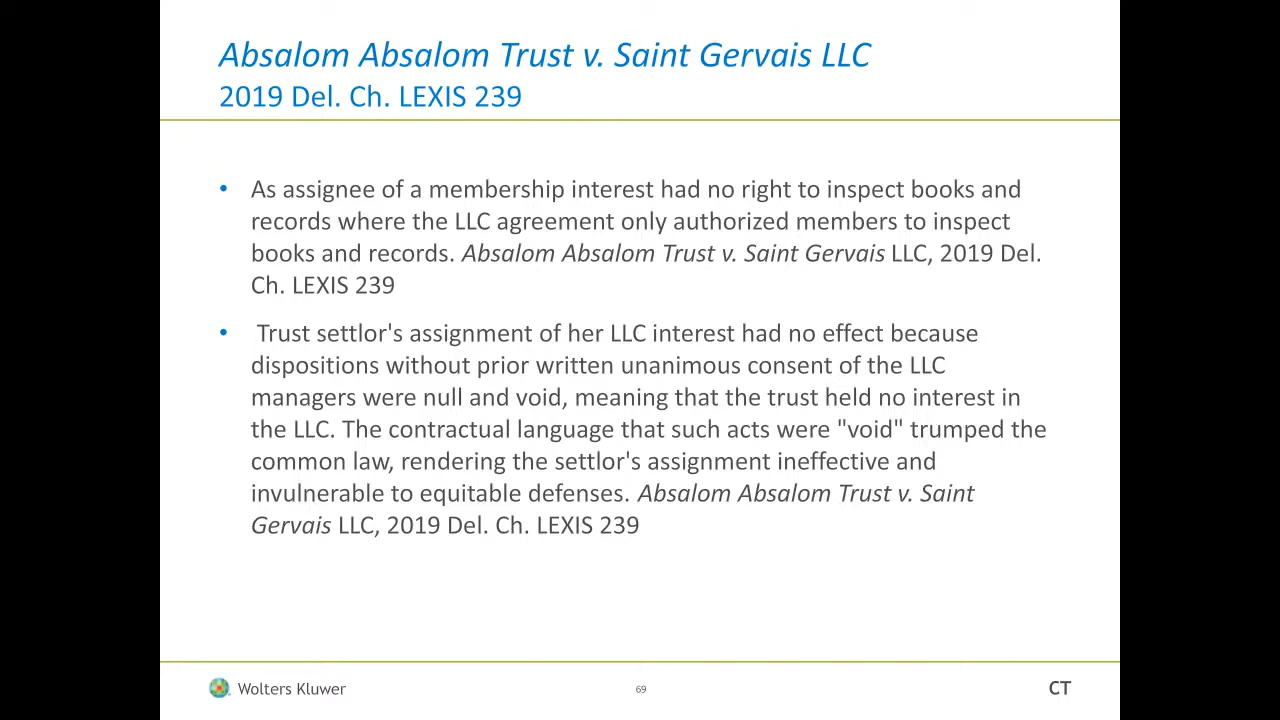 Absalom Absalom Trust v. Saint Gervais LLC
2019 Del. Ch. LEXIS 239
• As assignee of a membership interest had no right to inspect books and
records where the LLC agreement only authorized members to inspect
books and records. Absalom Absalom Trust v. Saint Gervais LLC, 2019 Del.
Ch. LEXIS 239
• Trust settlor's assignment of her LLC interest had no effect because
dispositions without prior written unanimous consent of the LLC
managers were null and void, meaning that the trust held no interest in
the LLC. The contractual language that such acts were "void" trumped the
common law, rendering the settlor's assignment ineffective and
invulnerable to equitable defenses. Absalom Absalom Trust v. Saint
Gervais LLC, 2019 Del. Ch. LEXIS 239
Wolters Kluwer
69
CT